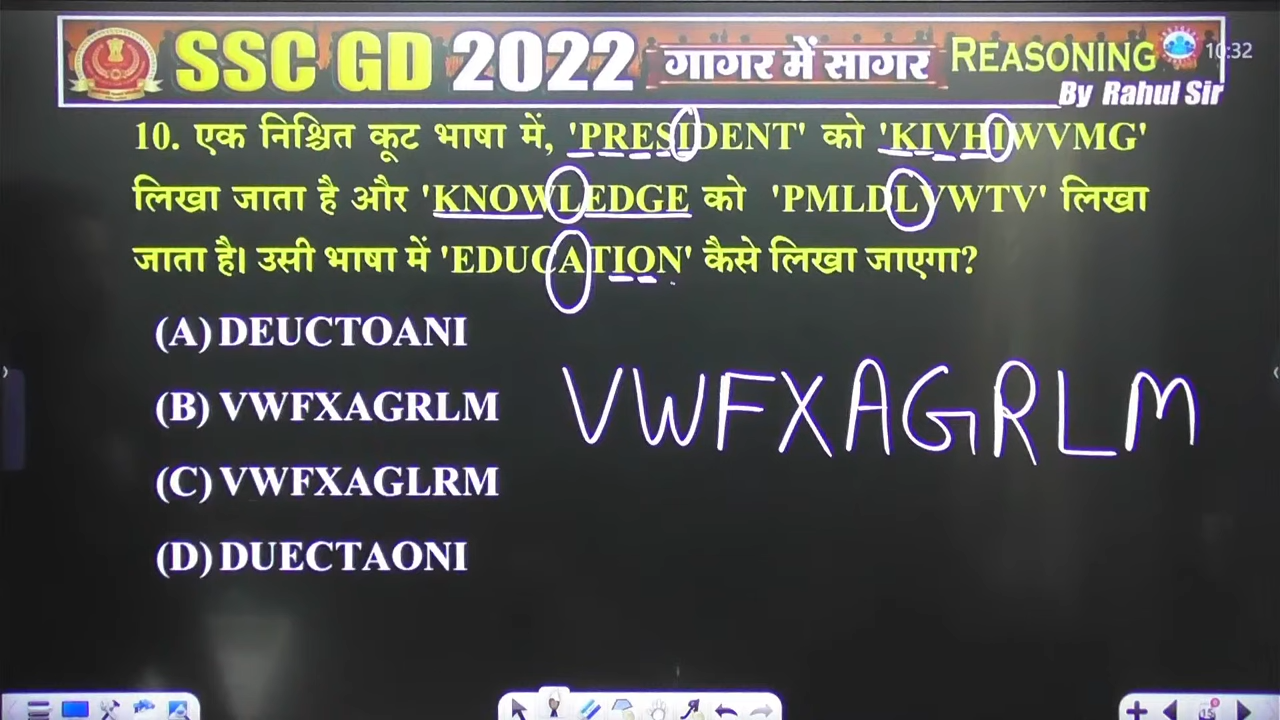 SSC GD 2022 गागर में सागर REASONING 10:32
By Rahul Sir
10. एक निश्चित कूट भाषा में, 'PRESIDENT' को 'KIVHIWVMG'
लिखा जाता है और 'KNOWLEDGE को 'PMLDLVWTV' लिखा
जाता है। उसी भाषा में 'EDUCATION' कैसे लिखा जाएगा?
(A) DEUCTOANI
(B) VWFXAGRLM
VWFXAGRLM
(C) VWFXAGLRM
(D) DUECTAONI
15